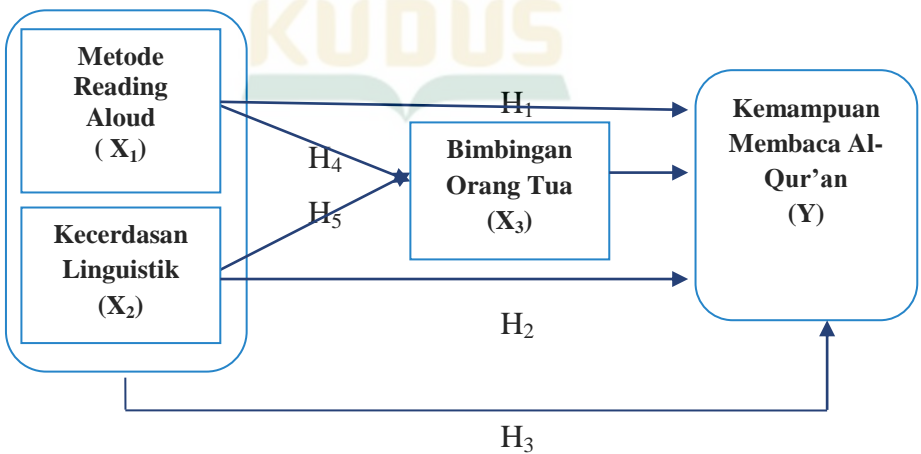 KUDUS
Metode
Reading
Aloud
( X₁)
H₁
Kemampuan
Membaca Al-
Qur’an
(Y)
H₄
Bimbingan
Orang Tua
(X₃)
H₅
Kecerdasan
Linguistik
(X₂)
H₂
H₃